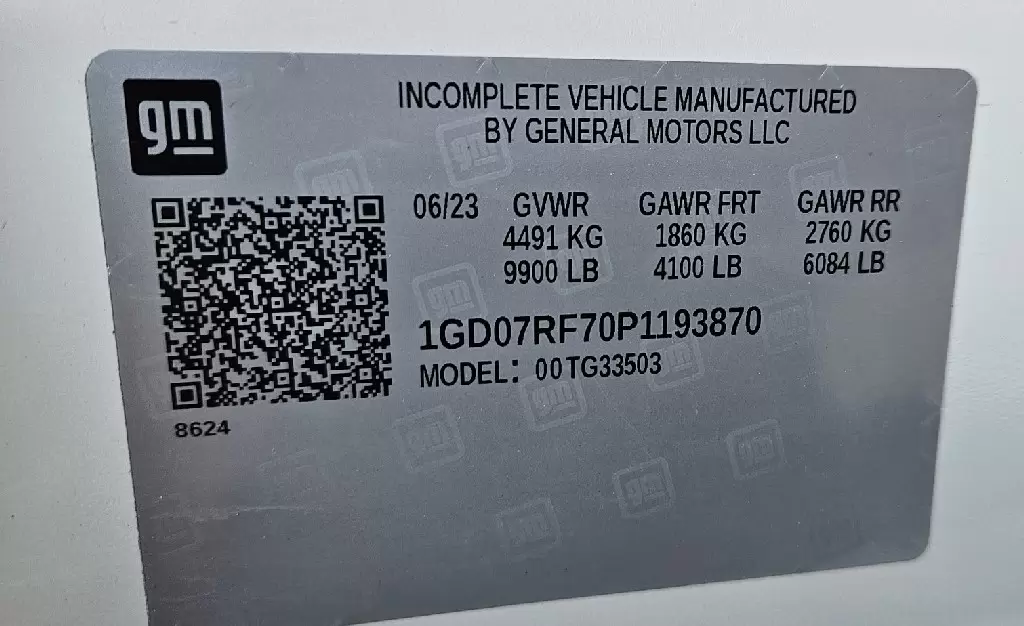 gm
INCOMPLETE VEHICLE MANUFACTURED
BY GENERAL MOTORS LLC
06/23 GVWR GAWR FRT GAWR RR
4491 KG 1860 KG 2760 KG
9900 LB 4100 LB 6084 LB
1GD07RF70P1193870
MODEL: 00TG33503
8624